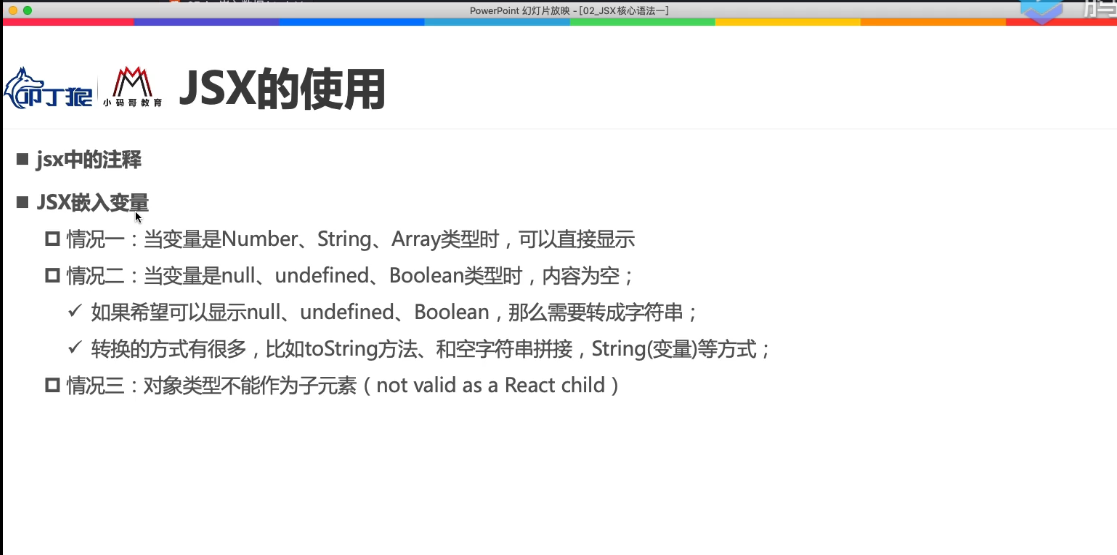 PowerPoint 幻灯片放映 - [02_JSX核心语法一]
叩丁狼
小码哥教育
JSX的使用
jsx中的注释
JSX嵌入变量
情况一：当变量是Number、String、Array类型时，可以直接显示
情况二：当变量是null、undefined、Boolean类型时，内容为空；
如果希望可以显示null、undefined、Boolean，那么需要转成字符串；
转换的方式有很多，比如toString方法、和空字符串拼接，String(变量)等方式；
情况三：对象类型不能作为子元素（not valid as a React child）